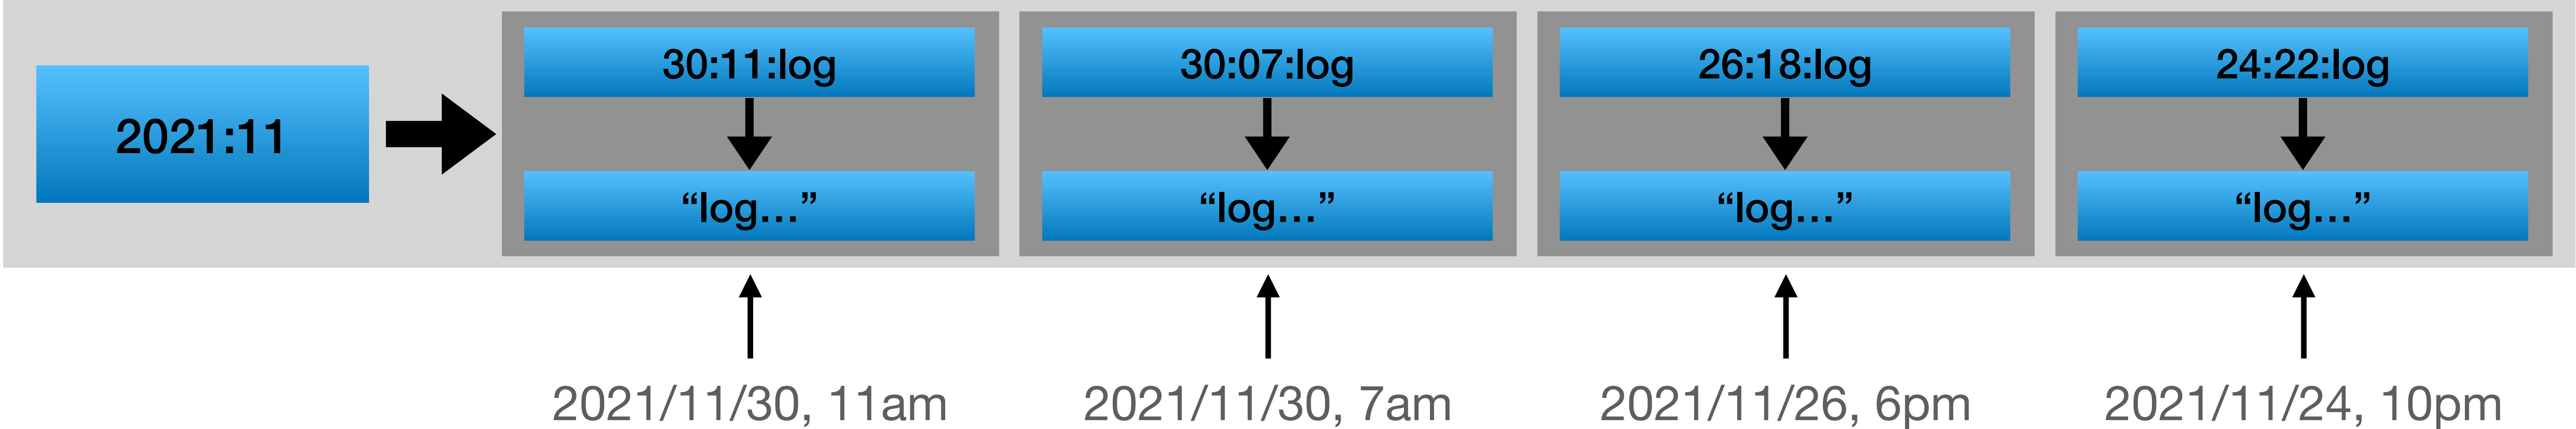 2021:11
30:11:log
30:07:log
26:18:log
24:22:log
“log...”
“log...”
“log...”
“log...”
2021/11/30, 11am
2021/11/30, 7am
2021/11/26, 6pm
2021/11/24, 10pm